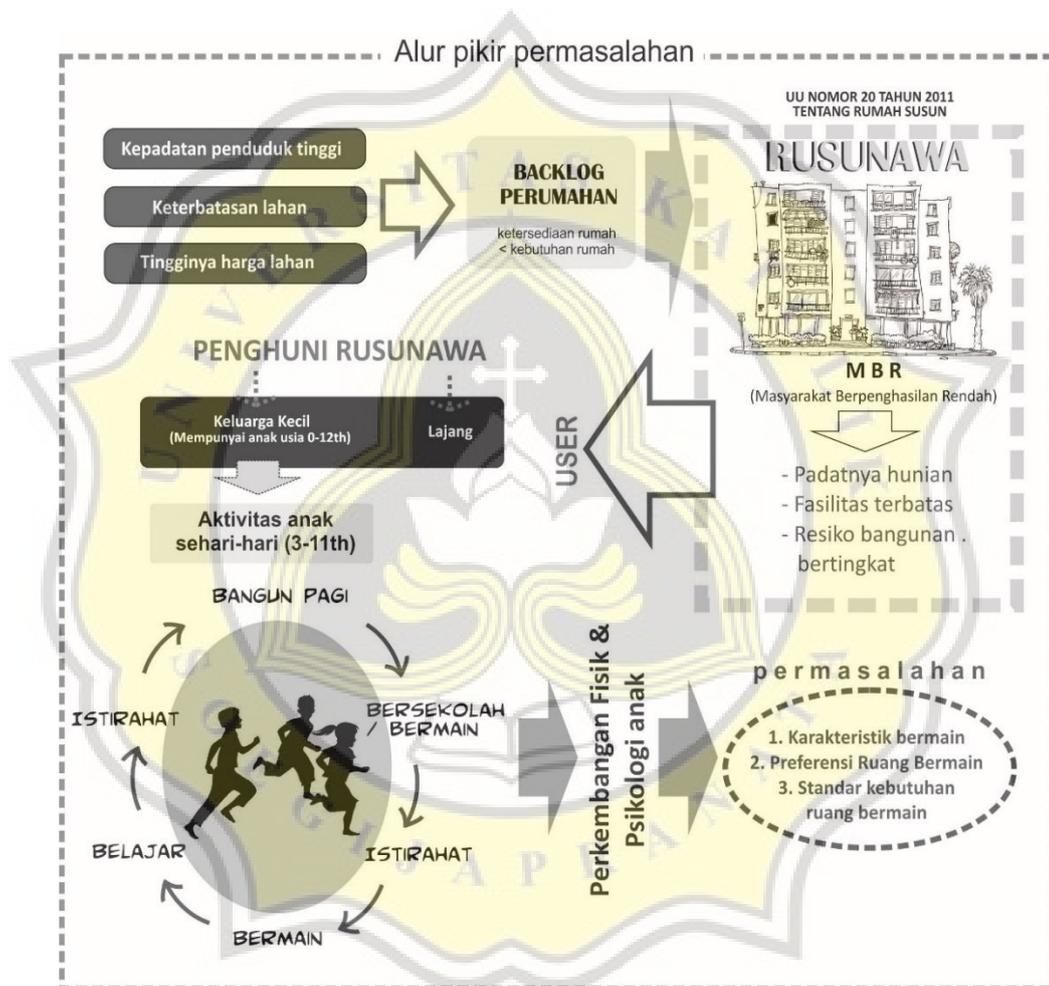 Alur pikir permasalahan
UU NOMOR 20 TAHUN 2011
TENTANG RUMAH SUSUN
Kepadatan penduduk tinggi
Keterbatasan lahan
Tingginya harga lahan
BACKLOG
PERUMAHAN
ketersediaan rumah
< kebutuhan rumah
RUSUNAWA
M B R
(Masyarakat Berpenghasilan Rendah)
- Padatnya hunian
- Fasilitas terbatas
- Resiko bangunan .
bertingkat
USER
PENGHUNI RUSUNAWA
Keluarga Kecil
(Mempunyai anak usia 0-12th)
Lajang
Aktivitas anak
sehari-hari (3-11th)
BANGUN PAGI
BERSEKOLAH
/ BERMAIN
ISTIRAHAT
BERMAIN
BELAJAR
ISTIRAHAT
Perkembangan Fisik &
Psikologi anak
permasalahan
1. Karakteristik bermain
2. Preferensi Ruang Bermain
3. Standar kebutuhan
ruang bermain
UNIVERSITAS KATOLIK
SOEGIJAPRANATA